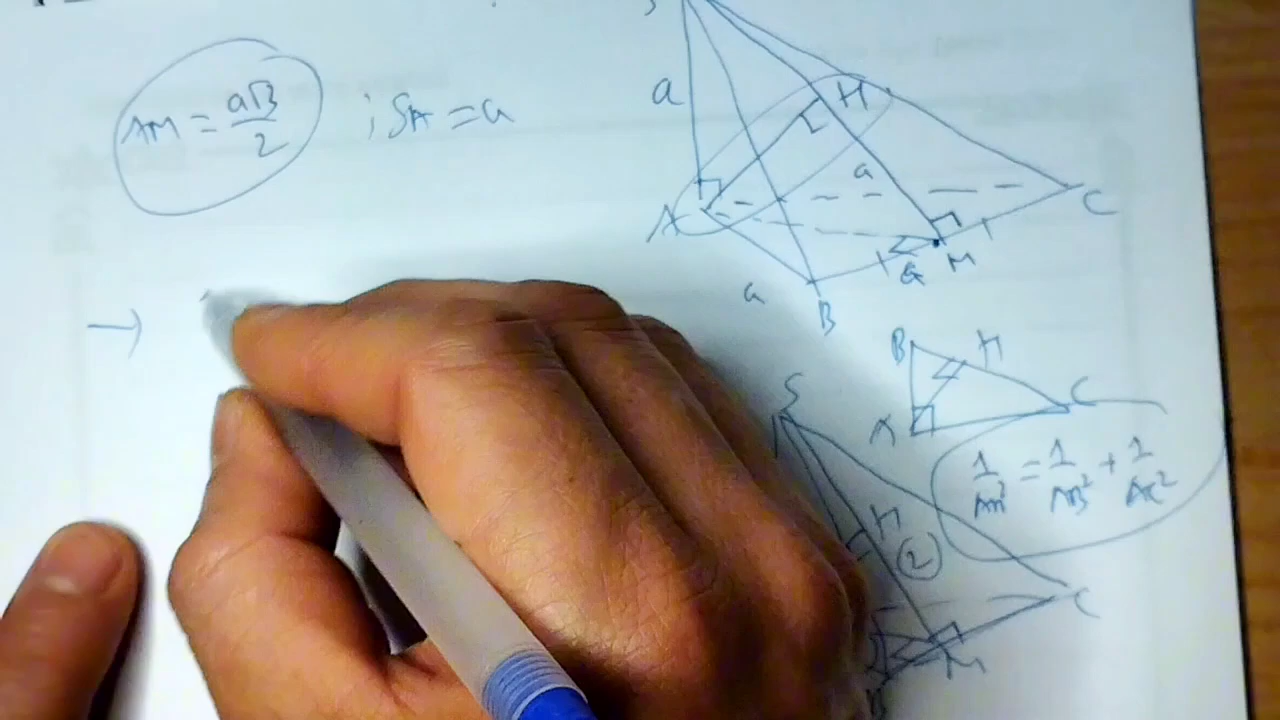 AM = a√3/2 ; SA = a
→
S
a
H
a
A
C
a
M
a
B
B
H
A
C
S
1/AH² = 1/AB² + 1/AC²
H
②
C
M